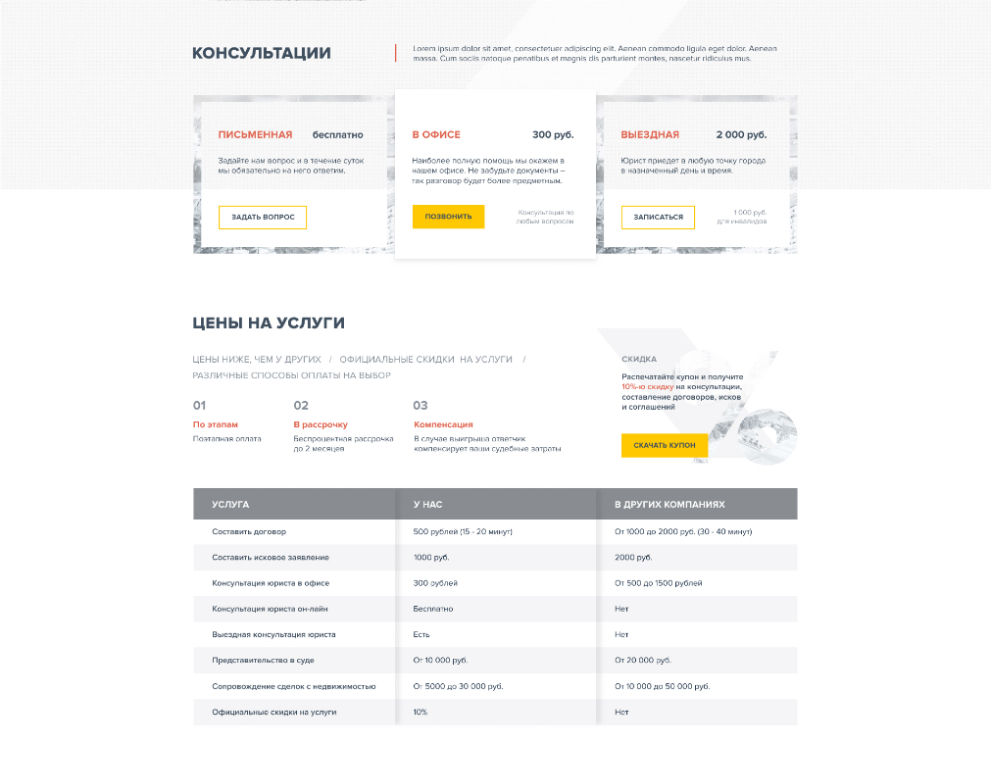 КОНСУЛЬТАЦИИ
Lorem ipsum dolor sit amet, consectetuer adipiscing elit. Aenean commodo ligula eget dolor. Aenean
massa. Cum sociis natoque penatibus et magnis dis parturient montes, nascetur ridiculus mus.
ПИСЬМЕННАЯ бесплатно
Задайте нам вопрос и в течение суток
мы обязательно на него ответим.
ЗАДАТЬ ВОПРОС
В ОФИСЕ 300 руб.
Наиболее полную помощь мы окажем в
нашем офисе. Не забудьте документы –
так разговор будет более предметным.
ПОЗВОНИТЬ
Консультация по
любым вопросам
ВЫЕЗДНАЯ 2 000 руб.
Юрист приедет в любую точку города
в назначенный день и время.
ЗАПИСАТЬСЯ
1 000 руб.
для инвалидов
ЦЕНЫ НА УСЛУГИ
ЦЕНЫ НИЖЕ, ЧЕМ У ДРУГИХ / ОФИЦИАЛЬНЫЕ СКИДКИ НА УСЛУГИ /
РАЗЛИЧНЫЕ СПОСОБЫ ОПЛАТЫ НА ВЫБОР
01
По этапам
Поэтапная оплата
02
В рассрочку
Беспроцентная рассрочка
до 2 месяцев
03
Компенсация
В случае выигрыша ответчик
компенсирует ваши судебные затраты
СКИДКА
Распечатайте купон и получите
10%-ю скидку на консультации,
составление договоров, исков
и соглашений
СКАЧАТЬ КУПОН
УСЛУГА У НАС В ДРУГИХ КОМПАНИЯХ
Составить договор 500 рублей (15 - 20 минут) От 1000 до 2000 руб. (30 - 40 минут)
Составить исковое заявление 1000 руб. 2000 руб.
Консультация юриста в офисе 300 рублей От 500 до 1500 рублей
Консультация юриста он-лайн Бесплатно Нет
Выездная консультация юриста Есть Нет
Представительство в суде От 10 000 руб. От 20 000 руб.
Сопровождение сделок с недвижимостью От 5000 до 30 000 руб. От 10 000 до 50 000 руб.
Официальные скидки на услуги 10% Нет